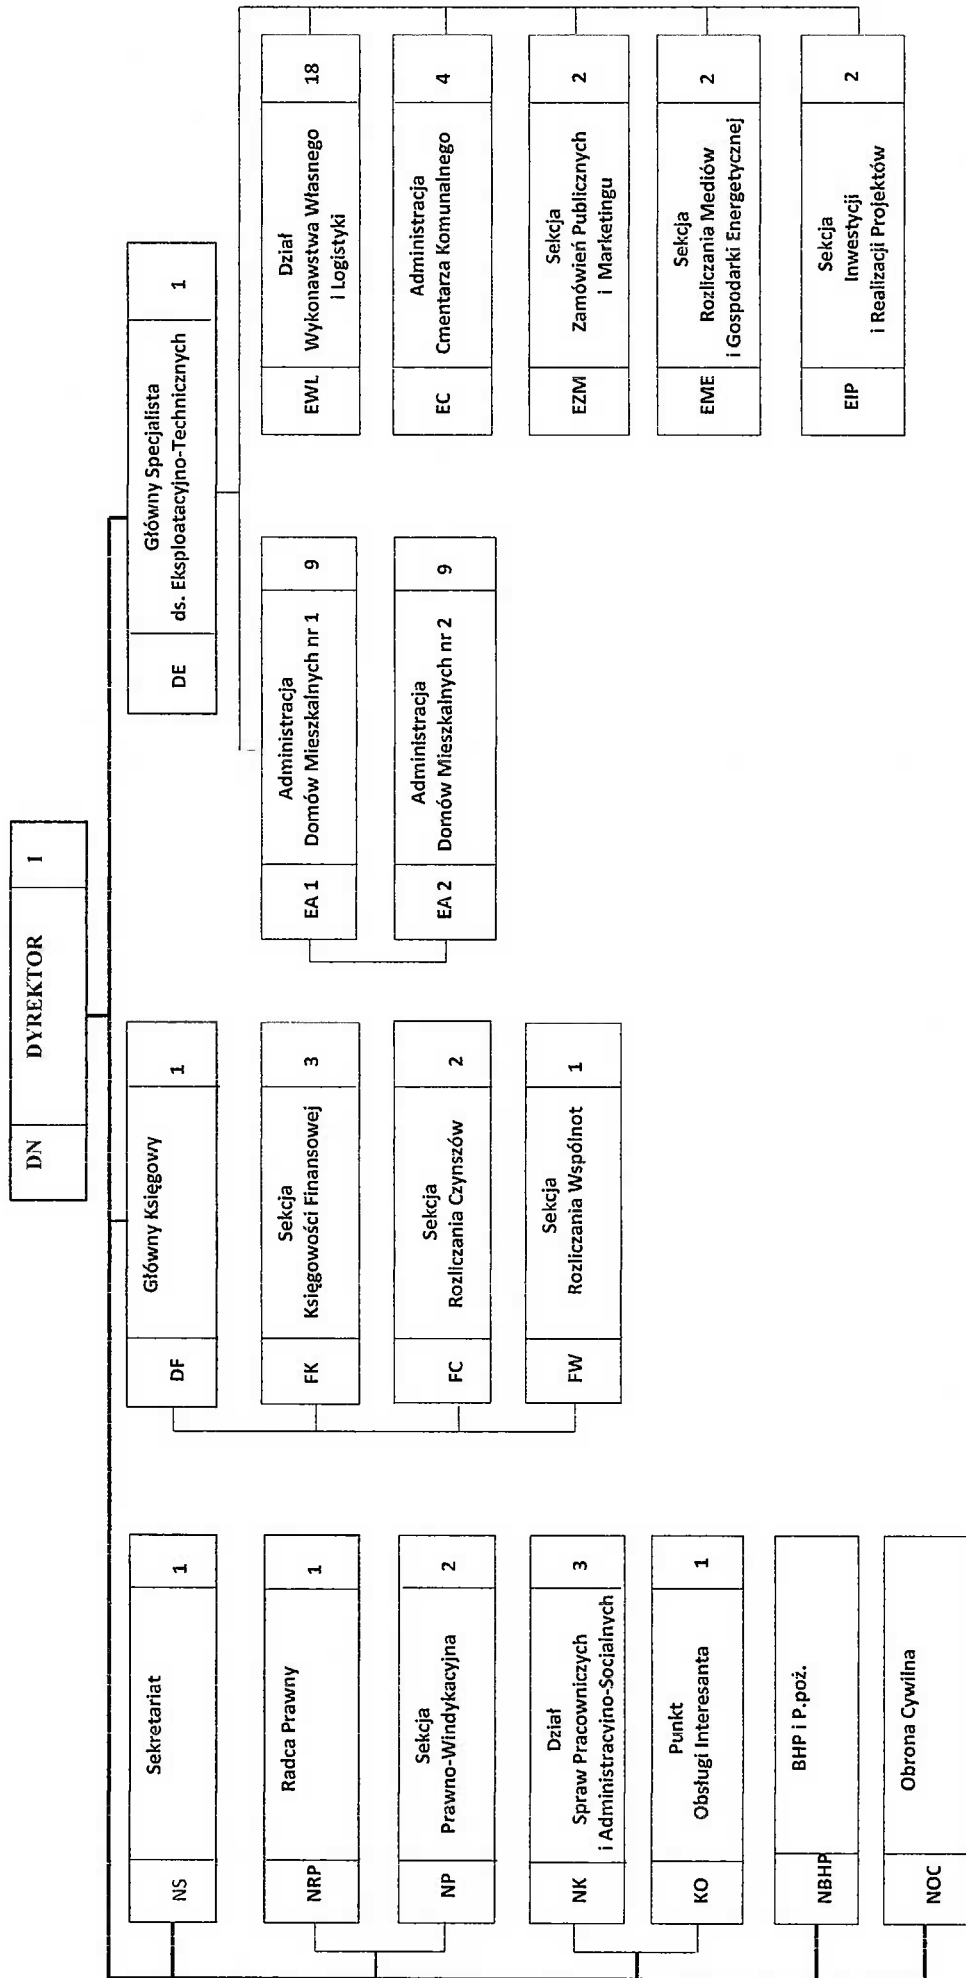 DN DYREKTOR 1
NS Sekretariat 1
NRP Radca Prawny 1
NP Sekcja 2
Prawno-Windykacyjna
NK Dział 3
Spraw Pracowniczych
i Administracyjno-Socjalnych
KO Punkt 1
Obsługi Interesanta
NBHP BHP i P.poż.
NOC Obrona Cywilna
DF Główny Księgowy 1
FK Sekcja 3
Księgowości Finansowej
FC Sekcja 2
Rozliczania Czynszów
FW Sekcja 1
Rozliczania Wspólnot
DE Główny Specjalista 1
ds. Eksploatacyjno-Technicznych
EA 1 Administracja 9
Domów Mieszkalnych nr 1
EA 2 Administracja 9
Domów Mieszkalnych nr 2
EWL Dział 18
Wykonawstwa Własnego
i Logistyki
EC Administracja 4
Cmentarza Komunalnego
EZM Sekcja 2
Zamówień Publicznych
i Marketingu
EME Sekcja 2
Rozliczania Mediów
i Gospodarki Energetycznej
EIP Sekcja 2
Inwestycji
i Realizacji Projektów